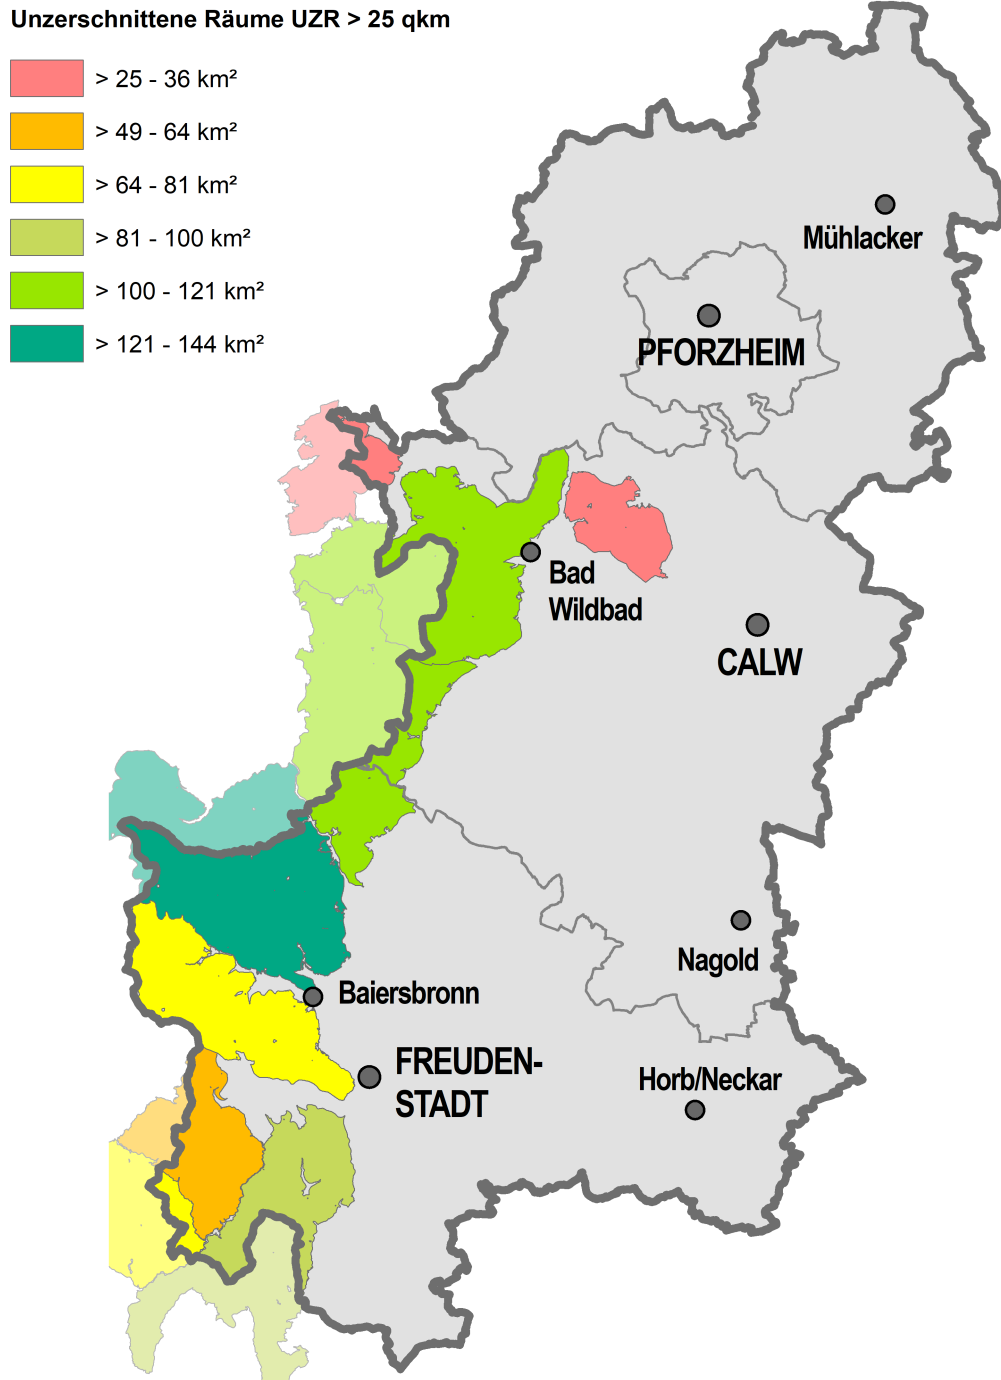 Unzerschnittene Räume UZR > 25 qkm
> 25 - 36 km²
> 49 - 64 km²
> 64 - 81 km²
> 81 - 100 km²
> 100 - 121 km²
> 121 - 144 km²
Mühlacker
PFORZHEIM
Bad
Wildbad
CALW
Nagold
Baiersbronn
FREUDEN-
STADT
Horb/Neckar